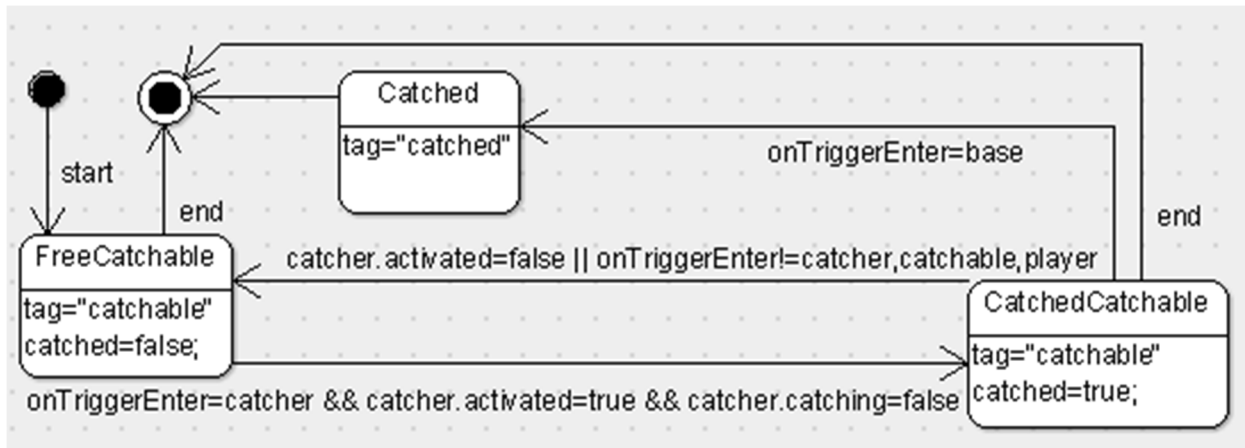 Catched
tag="catched"
onTriggerEnter=base
start
end
end
FreeCatchable
tag="catchable"
catched=false;
catcher.activated=false || onTriggerEnter!=catcher,catchable,player
CatchedCatchable
tag="catchable"
catched=true;
onTriggerEnter=catcher && catcher.activated=true && catcher.catching=false